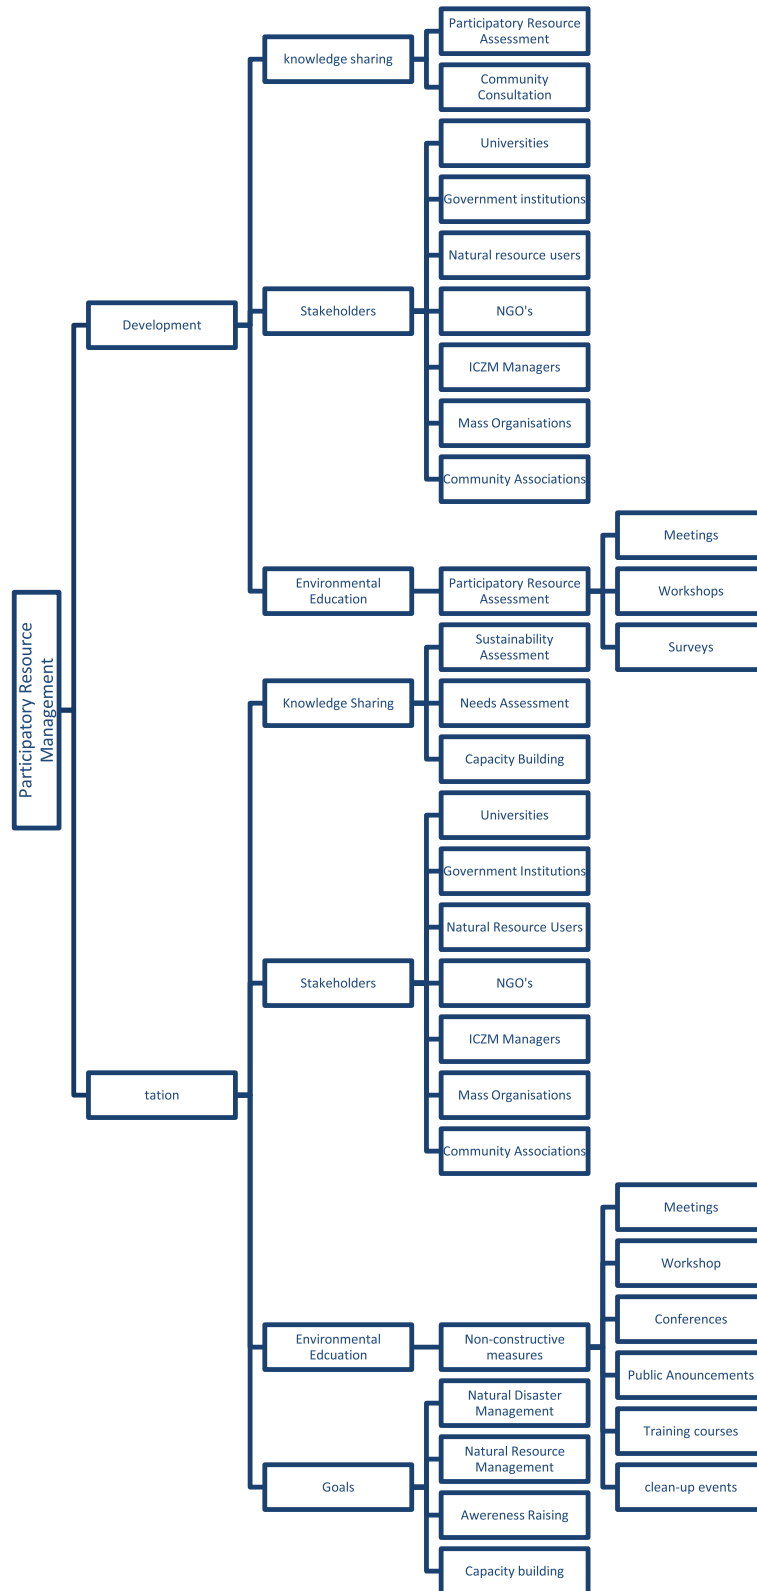 Participatory Resource
Management
Development
knowledge sharing
Participatory Resource
Assessment
Community
Consultation
Stakeholders
Universities
Government institutions
Natural resource users
NGO's
ICZM Managers
Mass Organisations
Community Associations
Environmental
Education
Participatory Resource
Assessment
Meetings
Workshops
Surveys
tation
Knowledge Sharing
Sustainability
Assessment
Needs Assessment
Capacity Building
Stakeholders
Universities
Government Institutions
Natural Resource Users
NGO's
ICZM Managers
Mass Organisations
Community Associations
Environmental
Edcuation
Non-constructive
measures
Meetings
Workshop
Conferences
Public Anouncements
Training courses
clean-up events
Goals
Natural Disaster
Management
Natural Resource
Management
Awereness Raising
Capacity building